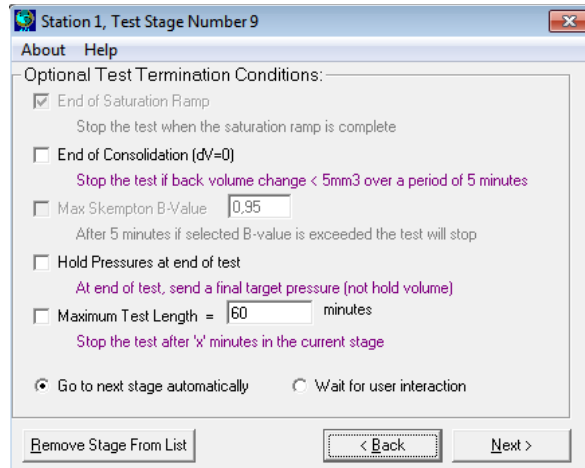 Station 1, Test Stage Number 9
About Help
Optional Test Termination Conditions:
End of Saturation Ramp
Stop the test when the saturation ramp is complete
End of Consolidation (dV=0)
Stop the test if back volume change < 5mm3 over a period of 5 minutes
Max Skempton B-Value 0,95
After 5 minutes if selected B-value is exceeded the test will stop
Hold Pressures at end of test
At end of test, send a final target pressure (not hold volume)
Maximum Test Length = 60 minutes
Stop the test after 'x' minutes in the current stage
Go to next stage automatically Wait for user interaction
Remove Stage From List < Back Next >